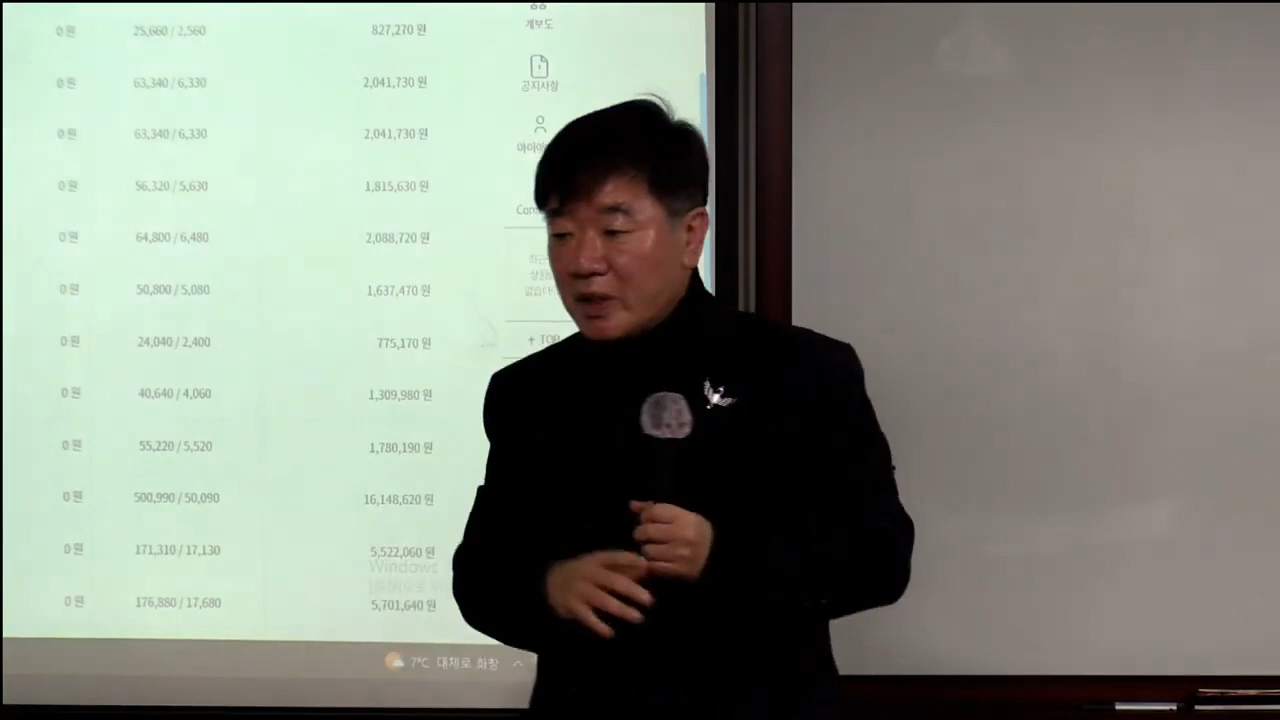 0원 25,660 / 2,560 827,270 원
0원 63,340 / 6,330 2,041,730 원
0원 63,340 / 6,330 2,041,730 원
0원 56,320 / 5,630 1,815,630 원
0원 64,800 / 6,480 2,088,720 원
0원 50,800 / 5,080 1,637,470 원
0원 24,040 / 2,400 775,170 원
0원 40,640 / 4,060 1,309,980 원
0원 55,220 / 5,520 1,780,190 원
0원 500,990 / 50,090 16,148,620 원
0원 171,310 / 17,130 5,522,060 원
0원 176,880 / 17,680 5,701,640 원
계보도
공지사항
최근
TOP
Windows
7°C 대체로 화창